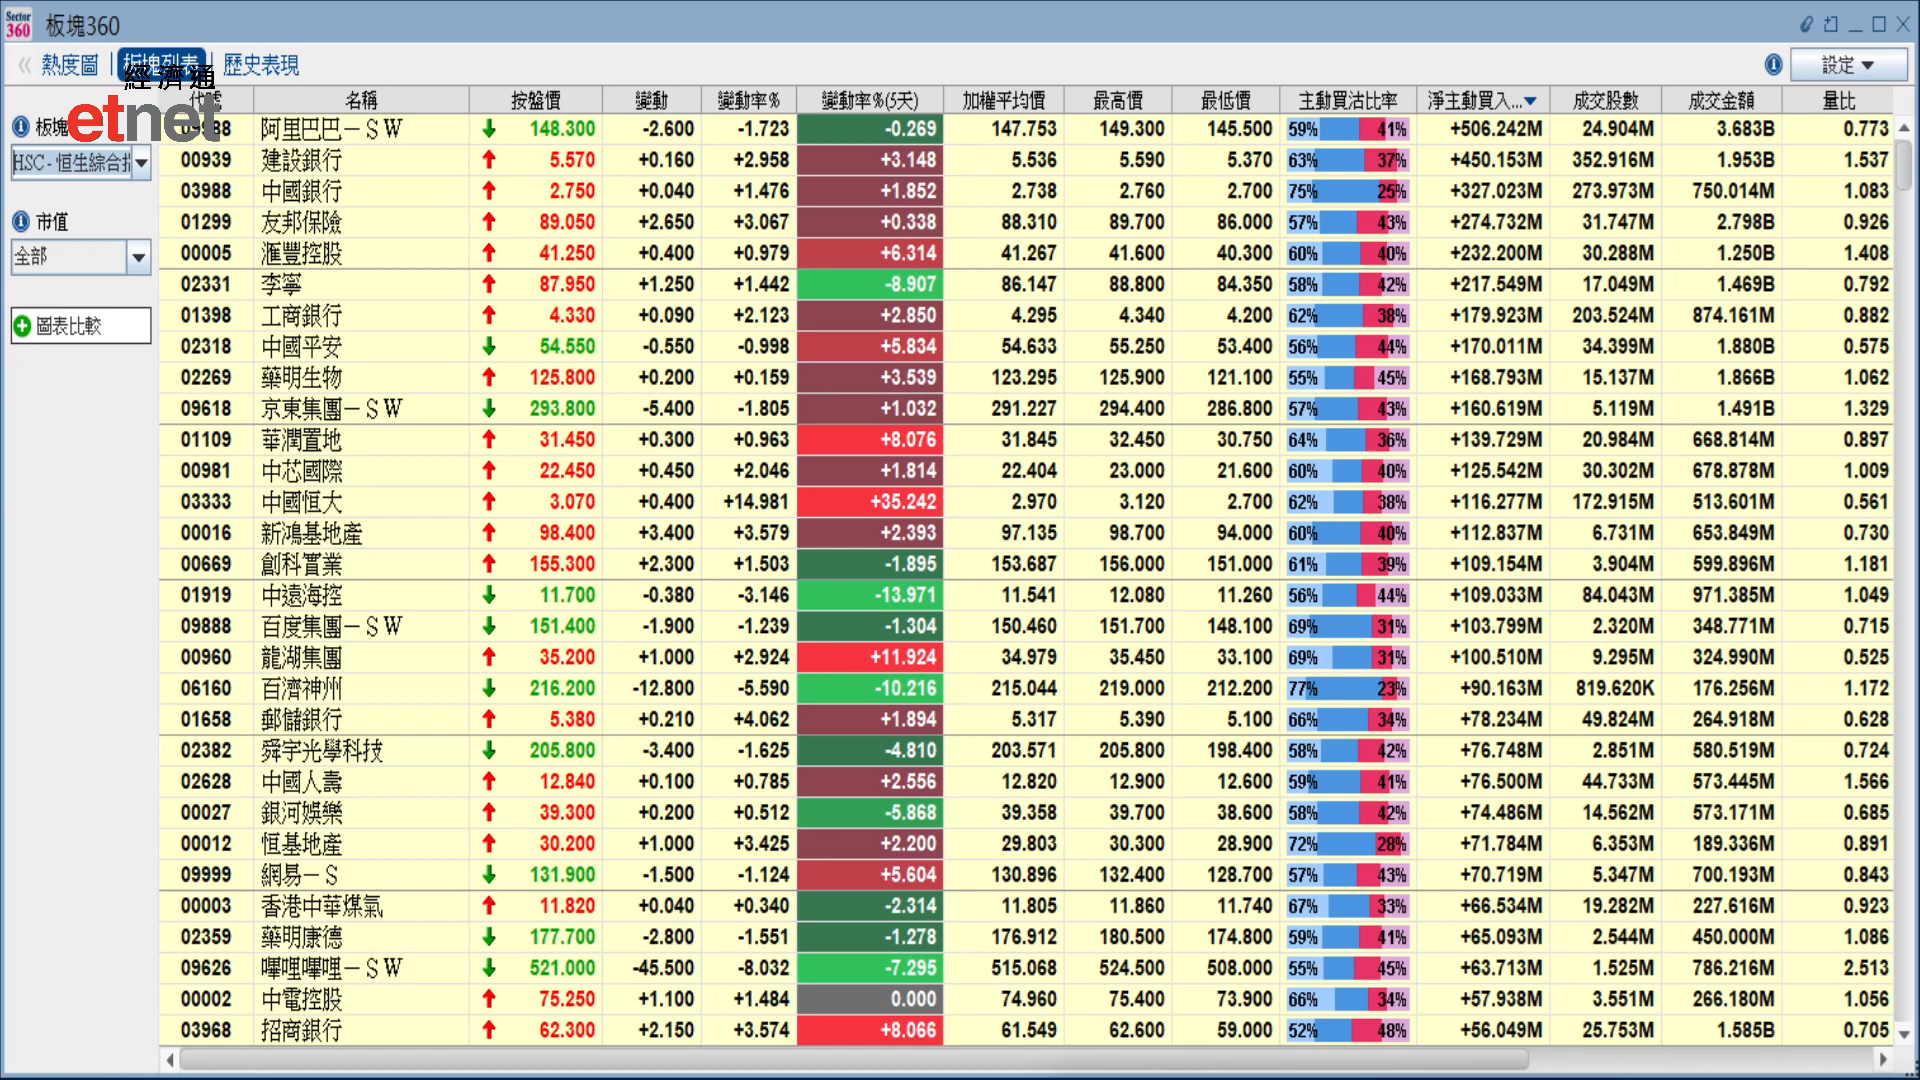 Sector 360 板塊360
熱度圖 板塊列表 歷史表現 設定
經濟通
etnet
代號 名稱 按盤價 變動 變動率% 變動率%(5天) 加權平均價 最高價 最低價 主動買沽比率 淨主動買入... 成交股數 成交金額 量比
板塊
HSC - 恒生綜合指
市值
全部
圖表比較
09988 阿里巴巴－ＳＷ 148.300 -2.600 -1.723 -0.269 147.753 149.300 145.500 59% 41% +506.242M 24.904M 3.683B 0.773
00939 建設銀行 5.570 +0.160 +2.958 +3.148 5.536 5.590 5.370 63% 37% +450.153M 352.916M 1.953B 1.537
03988 中國銀行 2.750 +0.040 +1.476 +1.852 2.738 2.760 2.700 75% 25% +327.023M 273.973M 750.014M 1.083
01299 友邦保險 89.050 +2.650 +3.067 +0.338 88.310 89.700 86.000 57% 43% +274.732M 31.747M 2.798B 0.926
00005 滙豐控股 41.250 +0.400 +0.979 +6.314 41.267 41.600 40.300 60% 40% +232.200M 30.288M 1.250B 1.408
02331 李寧 87.950 +1.250 +1.442 -8.907 86.147 88.800 84.350 58% 42% +217.549M 17.049M 1.469B 0.792
01398 工商銀行 4.330 +0.090 +2.123 +2.850 4.295 4.340 4.200 62% 38% +179.923M 203.524M 874.161M 0.882
02318 中國平安 54.550 -0.550 -0.998 +5.834 54.633 55.250 53.400 56% 44% +170.011M 34.399M 1.880B 0.575
02269 藥明生物 125.800 +0.200 +0.159 +3.539 123.295 125.900 121.100 55% 45% +168.793M 15.137M 1.866B 1.062
09618 京東集團－ＳＷ 293.800 -5.400 -1.805 +1.032 291.227 294.400 286.800 57% 43% +160.619M 5.119M 1.491B 1.329
01109 華潤置地 31.450 +0.300 +0.963 +8.076 31.845 32.450 30.750 64% 36% +139.729M 20.984M 668.814M 0.897
00981 中芯國際 22.450 +0.450 +2.046 +1.814 22.404 23.000 21.600 60% 40% +125.542M 30.302M 678.878M 1.009
03333 中國恒大 3.070 +0.400 +14.981 +35.242 2.970 3.120 2.700 62% 38% +116.277M 172.915M 513.601M 0.561
00016 新鴻基地產 98.400 +3.400 +3.579 +2.393 97.135 98.700 94.000 60% 40% +112.837M 6.731M 653.849M 0.730
00669 創科實業 155.300 +2.300 +1.503 -1.895 153.687 156.000 151.000 61% 39% +109.154M 3.904M 599.896M 1.181
01919 中遠海控 11.700 -0.380 -3.146 -13.971 11.541 12.080 11.260 56% 44% +109.033M 84.043M 971.385M 1.049
09888 百度集團－ＳＷ 151.400 -1.900 -1.239 -1.304 150.460 151.700 148.100 69% 31% +103.799M 2.320M 348.771M 0.715
00960 龍湖集團 35.200 +1.000 +2.924 +11.924 34.979 35.450 33.100 69% 31% +100.510M 9.295M 324.990M 0.525
06160 百濟神州 216.200 -12.800 -5.590 -10.216 215.044 219.000 212.200 77% 23% +90.163M 819.620K 176.256M 1.172
01658 郵儲銀行 5.380 +0.210 +4.062 +1.894 5.317 5.390 5.100 66% 34% +78.234M 49.824M 264.918M 0.628
02382 舜宇光學科技 205.800 -3.400 -1.625 -4.810 203.571 205.800 198.400 58% 42% +76.748M 2.851M 580.519M 0.724
02628 中國人壽 12.840 +0.100 +0.785 +2.556 12.820 12.900 12.600 59% 41% +76.500M 44.733M 573.445M 1.566
00027 銀河娛樂 39.300 +0.200 +0.512 -5.868 39.358 39.700 38.600 58% 42% +74.486M 14.562M 573.171M 0.685
00012 恒基地產 30.200 +1.000 +3.425 +2.200 29.803 30.300 28.900 72% 28% +71.784M 6.353M 189.336M 0.891
09999 網易－Ｓ 131.900 -1.500 -1.124 +5.604 130.896 132.400 128.700 57% 43% +70.719M 5.347M 700.193M 0.843
00003 香港中華煤氣 11.820 +0.040 +0.340 -2.314 11.805 11.860 11.740 67% 33% +66.534M 19.282M 227.616M 0.923
02359 藥明康德 177.700 -2.800 -1.551 -1.278 176.912 180.500 174.800 59% 41% +65.093M 2.544M 450.000M 1.086
09626 嗶哩嗶哩－ＳＷ 521.000 -45.500 -8.032 -7.295 515.068 524.500 508.000 55% 45% +63.713M 1.525M 786.216M 2.513
00002 中電控股 75.250 +1.100 +1.484 0.000 74.960 75.400 73.900 66% 34% +57.938M 3.551M 266.180M 1.056
03968 招商銀行 62.300 +2.150 +3.574 +8.066 61.549 62.600 59.000 52% 48% +56.049M 25.753M 1.585B 0.705